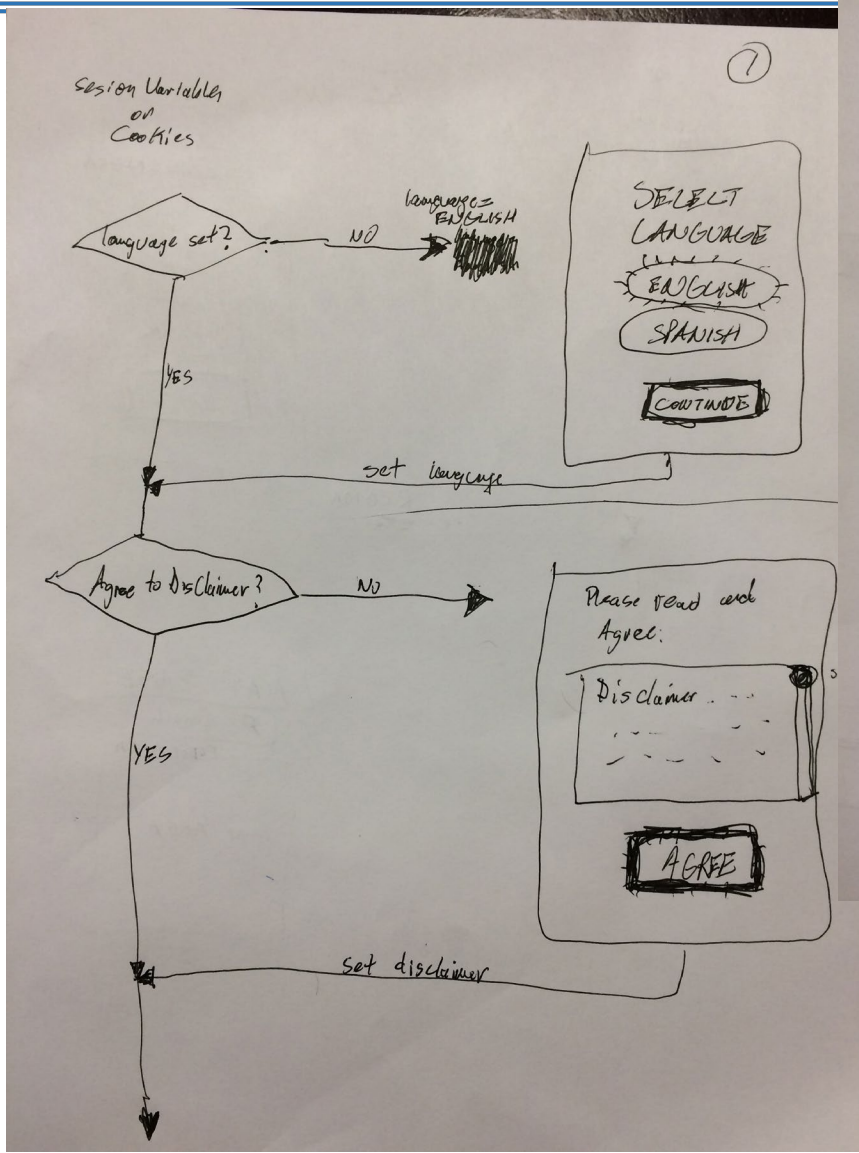 1
Sesion Variables
or
Cookies
language set?
NO
language=
ENGLISH
SELECT
LANGUAGE
ENGLISH
SPANISH
CONTINUE
YES
set language
Agree to Disclaimer?
NO
Please read and
Agree:
Disclaimer
AGREE
YES
set disclaimer